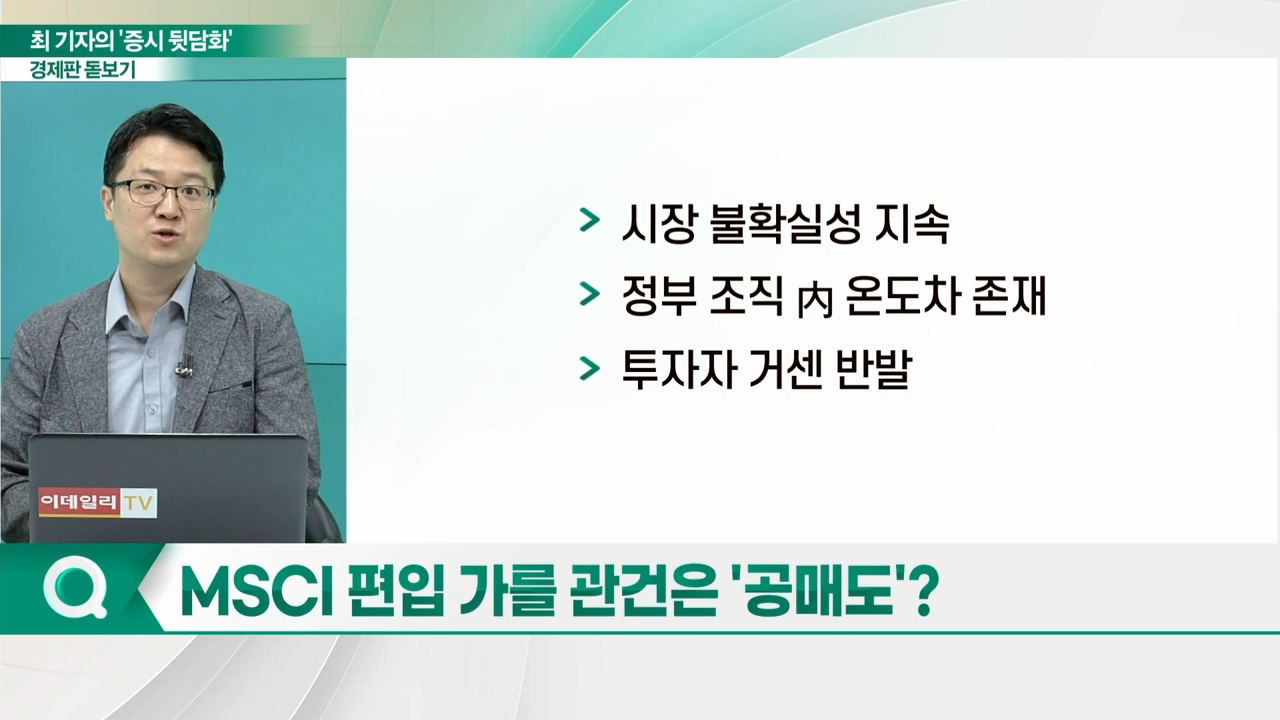 최 기자의 '증시 뒷담화'
경제판 돋보기
> 시장 불확실성 지속
> 정부 조직 內 온도차 존재
> 투자자 거센 반발
이데일리 TV
MSCI 편입 가를 관건은 '공매도'?